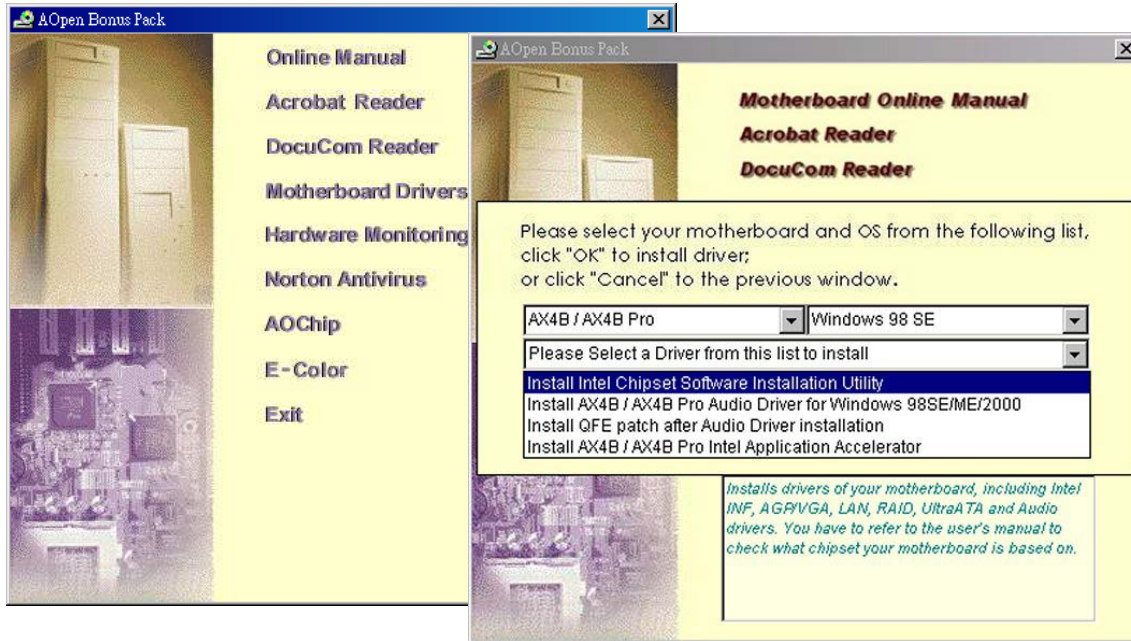 AOpen Bonus Pack
Online Manual
Acrobat Reader
DocuCom Reader
Motherboard Drivers
Hardware Monitoring
Norton Antivirus
AOChip
E-Color
Exit
AOpen Bonus Pack
Motherboard Online Manual
Acrobat Reader
DocuCom Reader
Please select your motherboard and OS from the following list,
click "OK" to install driver;
or click "Cancel" to the previous window.
AX4B / AX4B Pro
Windows 98 SE
Please Select a Driver from this list to install
Install Intel Chipset Software Installation Utility
Install AX4B / AX4B Pro Audio Driver for Windows 98SE/ME/2000
Install QFE patch after Audio Driver installation
Install AX4B / AX4B Pro Intel Application Accelerator
Installs drivers of your motherboard, including Intel
INF, AGP/VGA, LAN, RAID, UltraATA and Audio
drivers. You have to refer to the user's manual to
check what chipset your motherboard is based on.